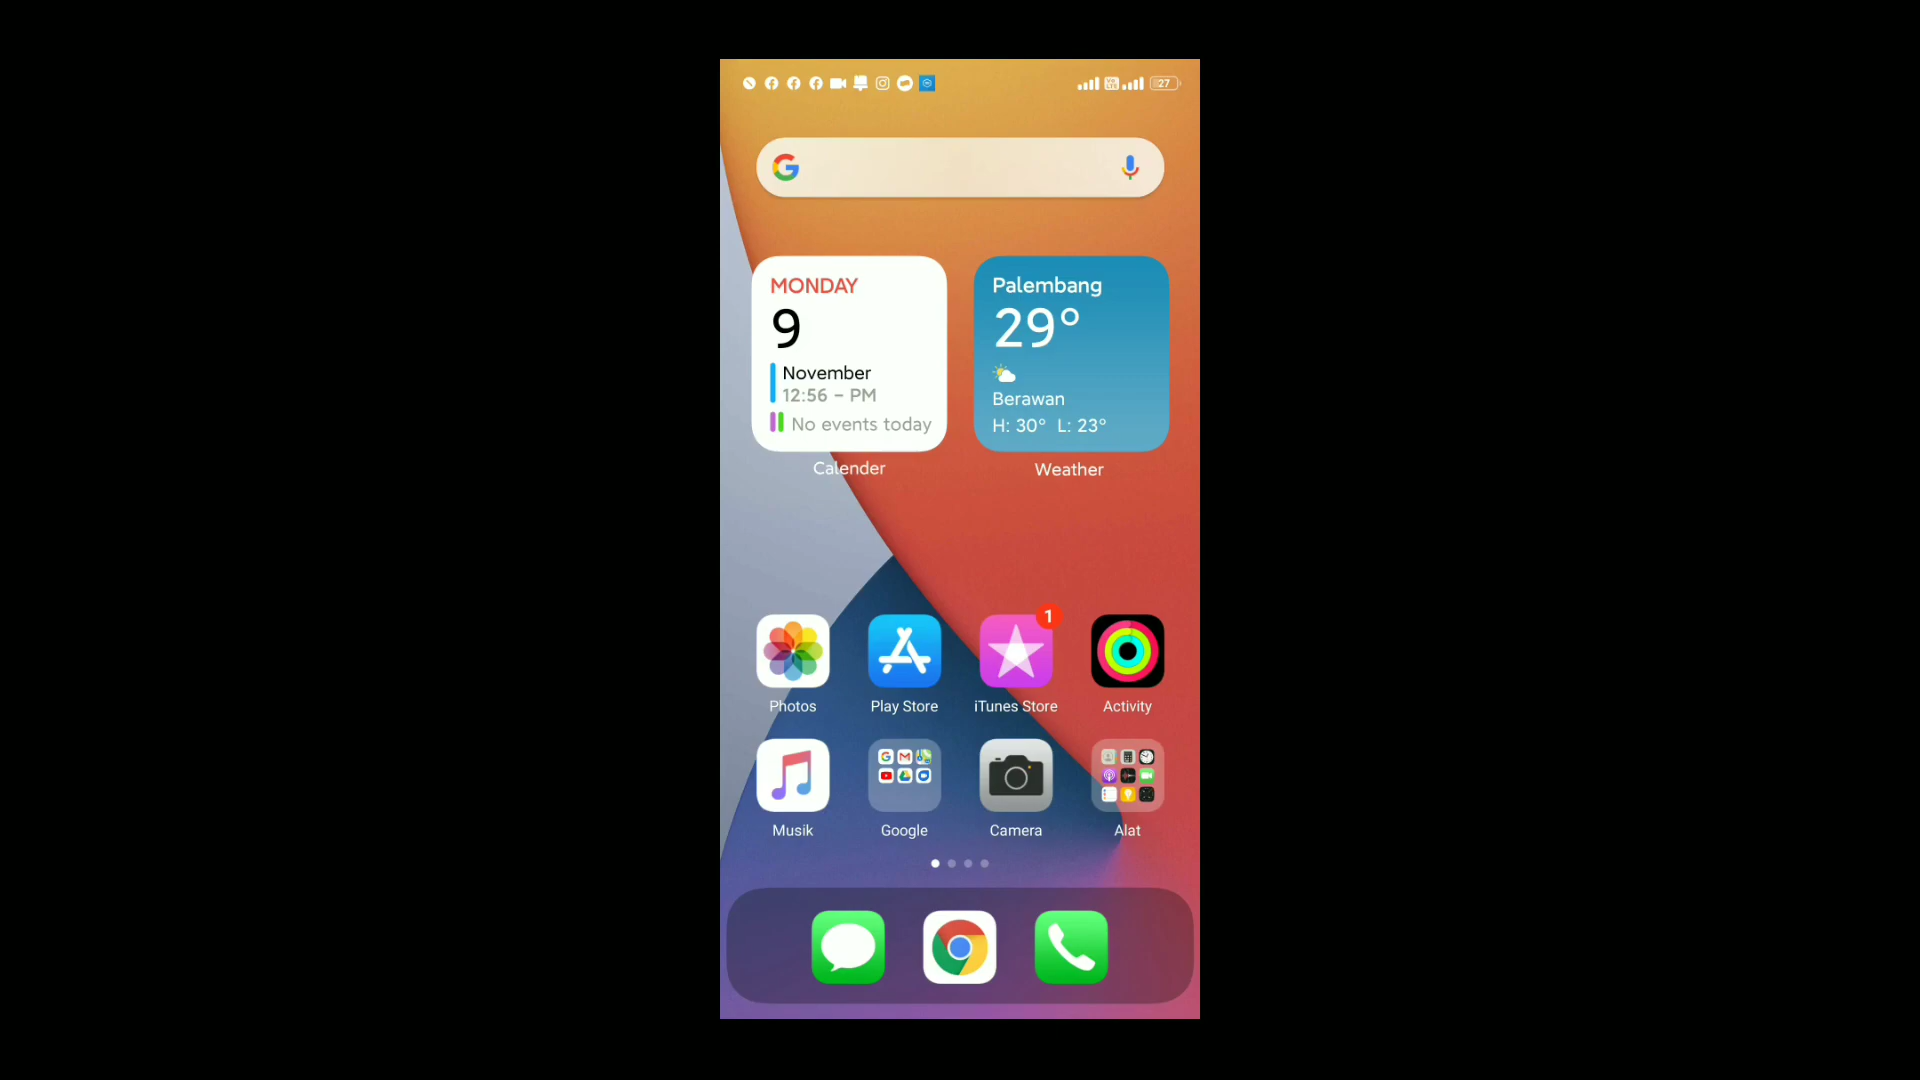 27
MONDAY
9
November
12:56 – PM
No events today
Calender
Palembang
29°
Berawan
H: 30° L: 23°
Weather
1
Photos
Play Store
iTunes Store
Activity
Musik
Google
Camera
Alat